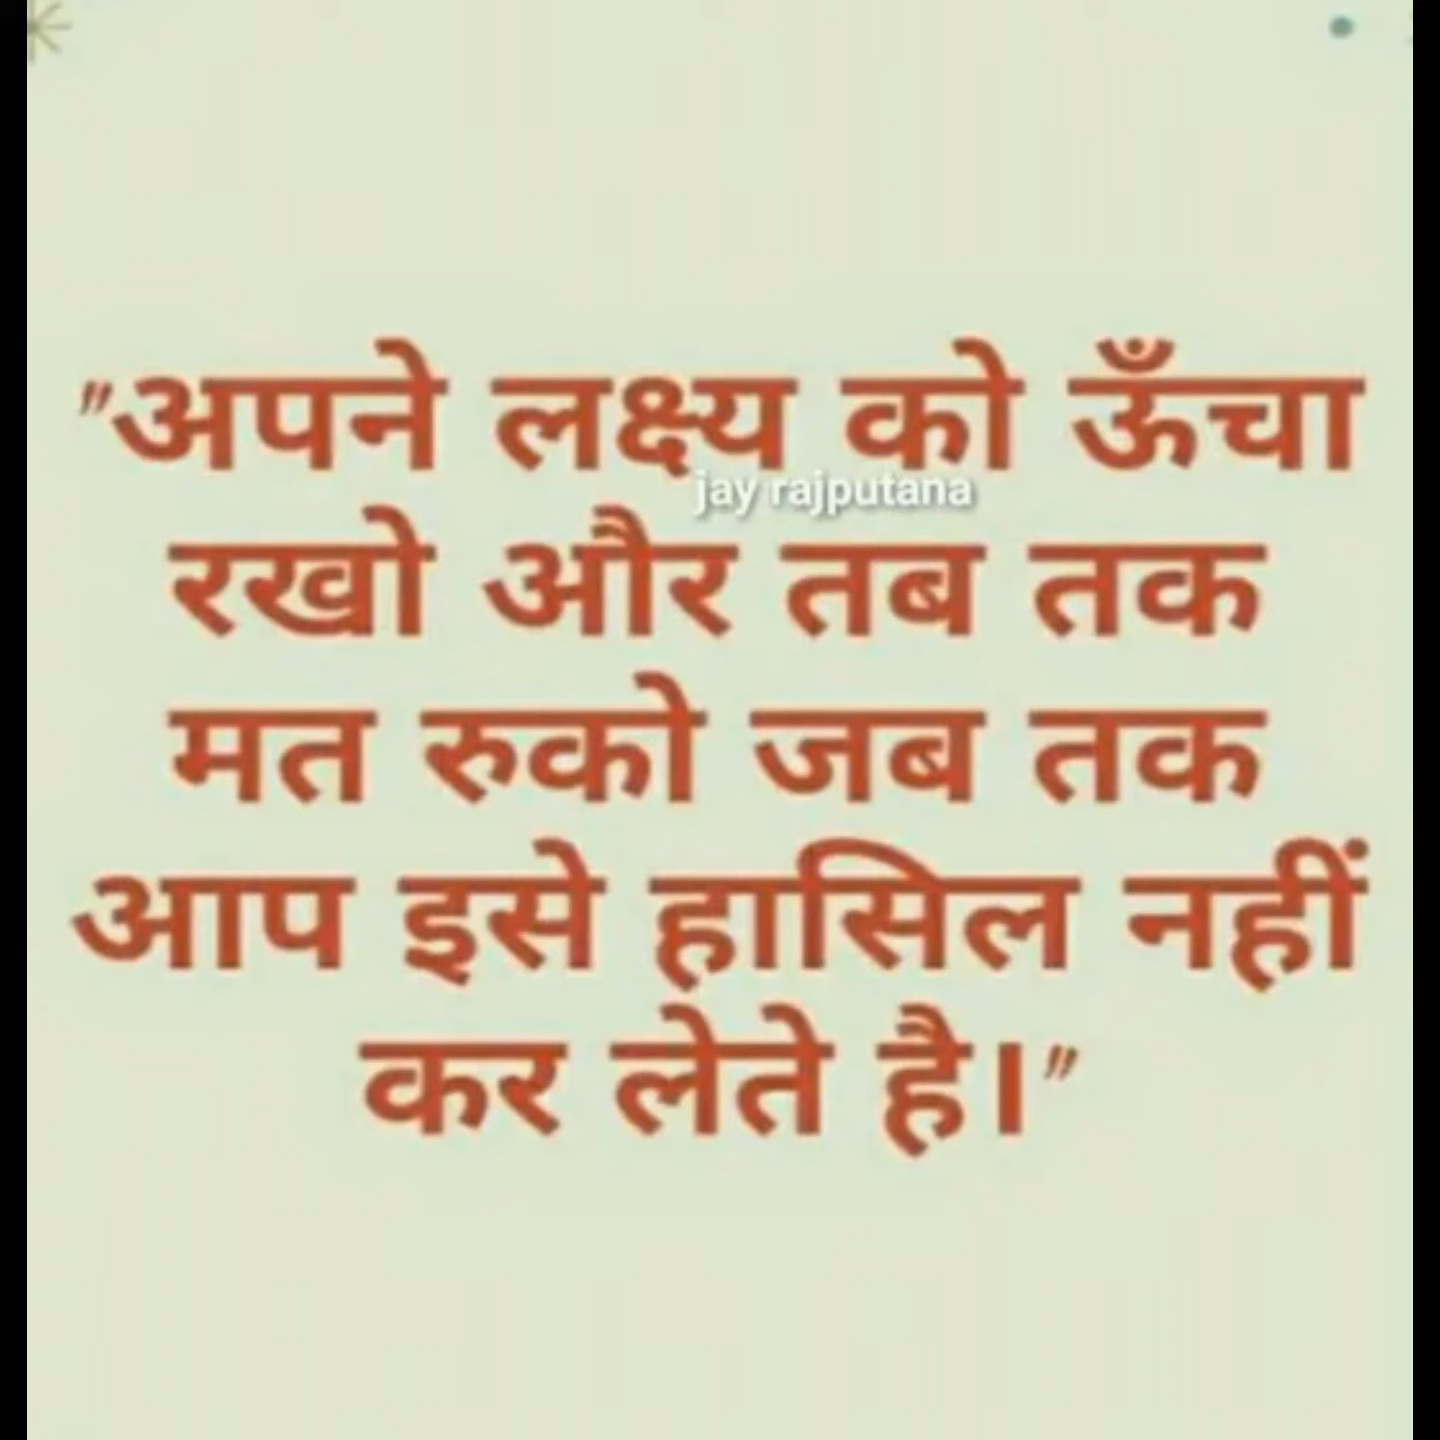 "अपने लक्ष्य को ऊँचा
jay rajputana
रखो और तब तक
मत रुको जब तक
आप इसे हासिल नहीं
कर लेते है।"